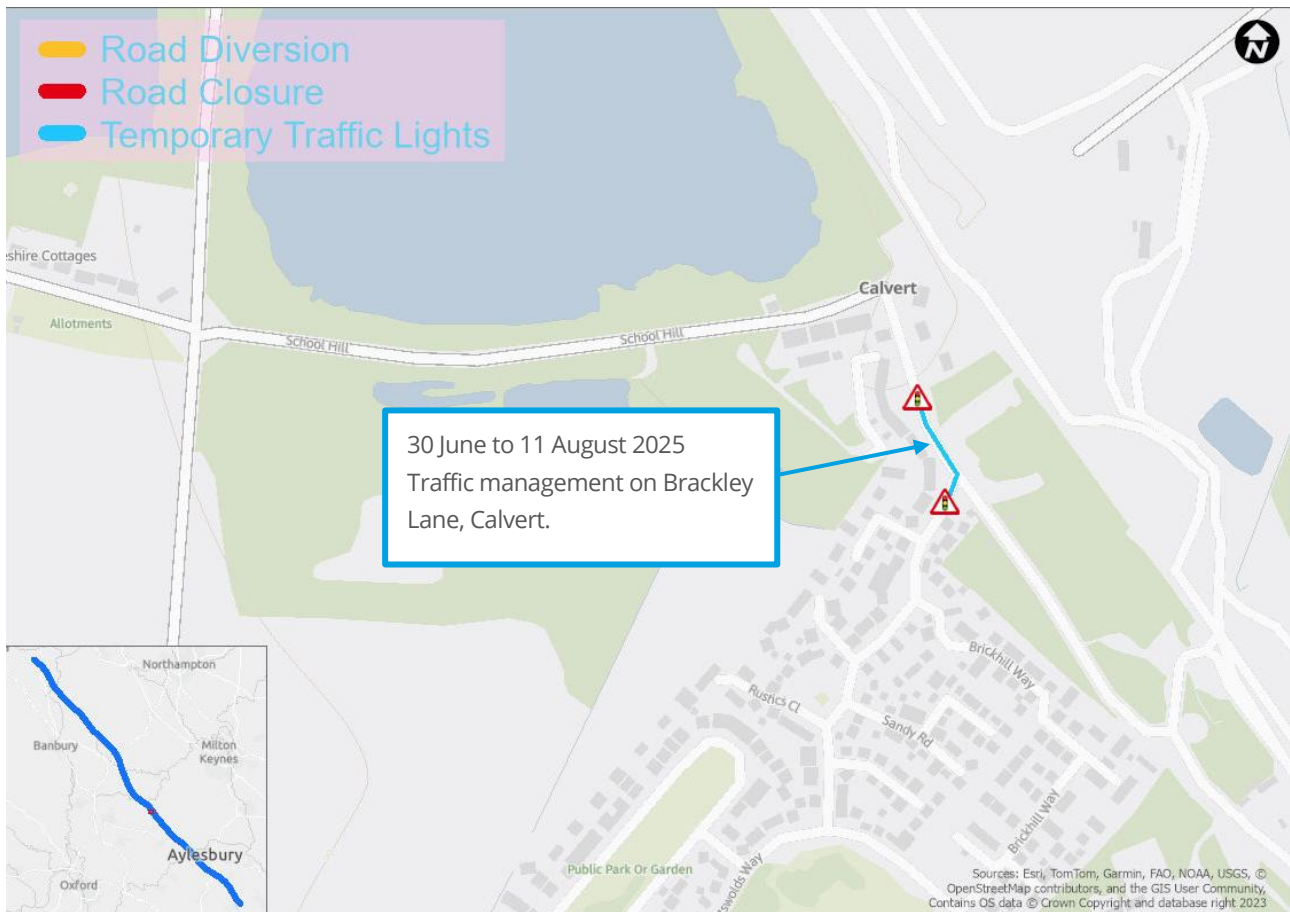 Road Diversion
Road Closure
Temporary Traffic Lights
N
eshire Cottages
Allotments
School Hill
School Hill
Calvert
30 June to 11 August 2025
Traffic management on Brackley
Lane, Calvert.
Brickhill Way
Rustics Cl
Sandy Rd
Brickhill Way
Public Park Or Garden
tswolds Way
Northampton
Banbury
Milton
Keynes
Aylesbury
Oxford
Sources: Esri, TomTom, Garmin, FAO, NOAA, USGS, ©
OpenStreetMap contributors, and the GIS User Community,
Contains OS data © Crown Copyright and database right 2023